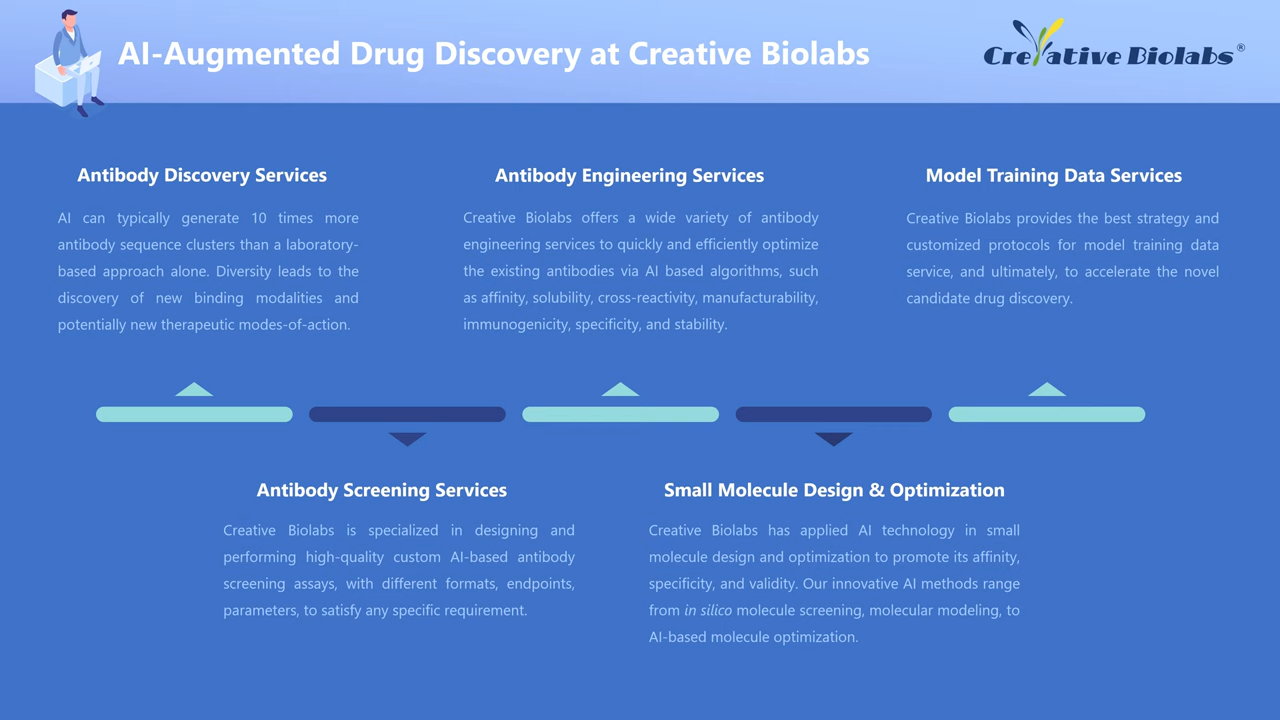 AI-Augmented Drug Discovery at Creative Biolabs
Creative Biolabs®
Antibody Discovery Services
AI can typically generate 10 times more
antibody sequence clusters than a laboratory-
based approach alone. Diversity leads to the
discovery of new binding modalities and
potentially new therapeutic modes-of-action.
Antibody Engineering Services
Creative Biolabs offers a wide variety of antibody
engineering services to quickly and efficiently optimize
the existing antibodies via AI based algorithms, such
as affinity, solubility, cross-reactivity, manufacturability,
immunogenicity, specificity, and stability.
Model Training Data Services
Creative Biolabs provides the best strategy and
customized protocols for model training data
service, and ultimately, to accelerate the novel
candidate drug discovery.
Antibody Screening Services
Creative Biolabs is specialized in designing and
performing high-quality custom AI-based antibody
screening assays, with different formats, endpoints,
parameters, to satisfy any specific requirement.
Small Molecule Design & Optimization
Creative Biolabs has applied AI technology in small
molecule design and optimization to promote its affinity,
specificity, and validity. Our innovative AI methods range
from in silico molecule screening, molecular modeling, to
AI-based molecule optimization.